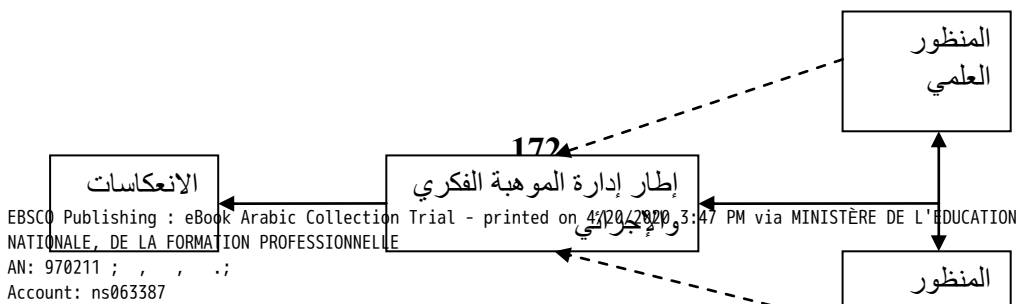 المنظور
العلمي
172
إطار إدارة الموهبة الفكري
والإجرائي
الانعكاسات
EBSCO Publishing : eBook Arabic Collection Trial - printed on 4/20/2020 3:47 PM via MINISTÈRE DE L'EDUCATION
NATIONALE, DE LA FORMATION PROFESSIONNELLE
AN: 970211 ; , , .;
Account: ns063387
المنظور